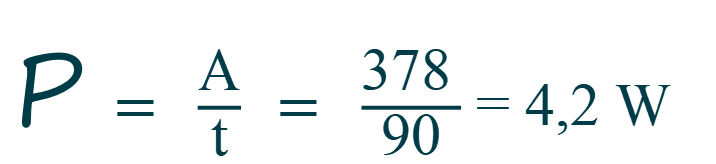 P = A/t = 378/90 = 4,2 W